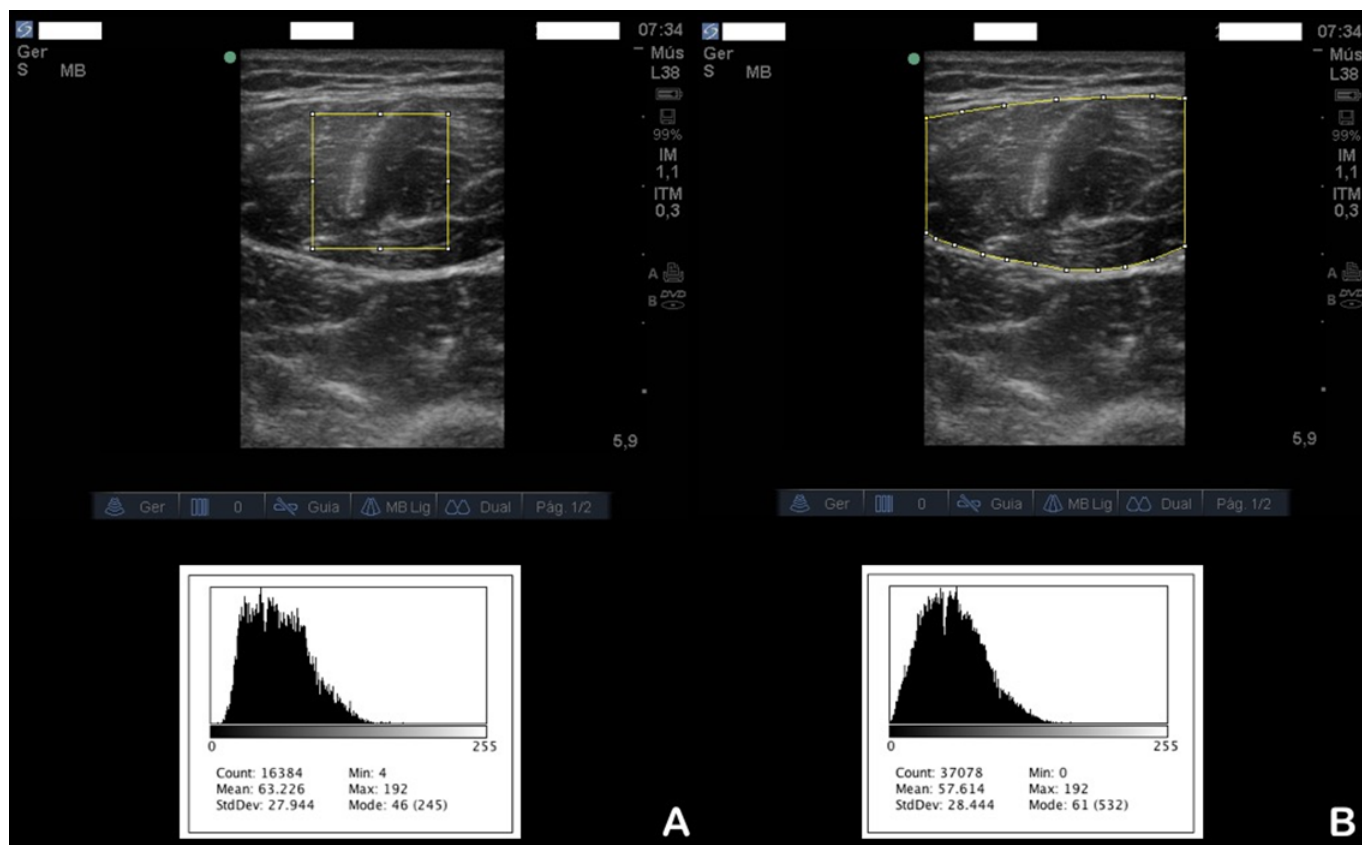 07:34
Ger
Mús
S MB
L38
99%
IM
1,1
ITM
0,3
A
B DVD
5,9
Ger 0 Guia MB Lig Dual Pág. 1/2
0 255
Count: 16384 Min: 4
Mean: 63.226 Max: 192
StdDev: 27.944 Mode: 46 (245)
A
07:34
Ger
Mús
S MB
L38
99%
IM
1,1
ITM
0,3
A
B DVD
5,9
Ger 0 Guia MB Lig Dual Pág. 1/2
0 255
Count: 37078 Min: 0
Mean: 57.614 Max: 192
StdDev: 28.444 Mode: 61 (532)
B